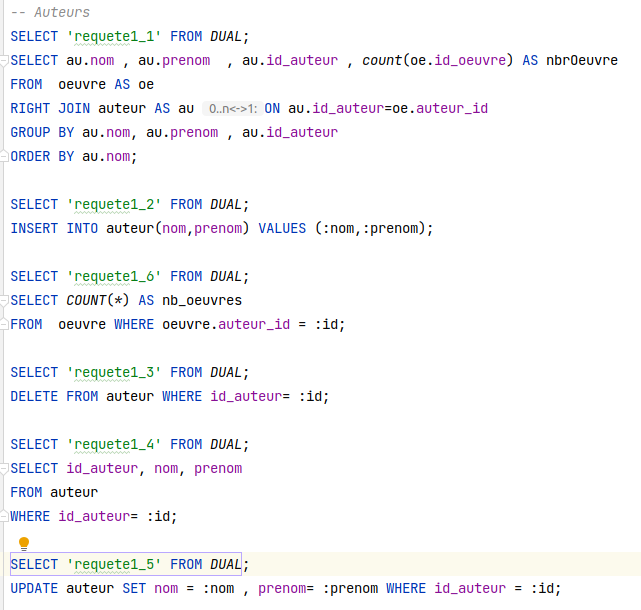 -- Auteurs
SELECT 'requete1_1' FROM DUAL;
SELECT au.nom , au.prenom  , au.id_auteur , count(oe.id_oeuvre) AS nbrOeuvre
FROM  oeuvre AS oe
RIGHT JOIN auteur AS au 0..n<->1: ON au.id_auteur=oe.auteur_id
GROUP BY au.nom, au.prenom , au.id_auteur
ORDER BY au.nom;
SELECT 'requete1_2' FROM DUAL;
INSERT INTO auteur(nom,prenom) VALUES (:nom,:prenom);
SELECT 'requete1_6' FROM DUAL;
SELECT COUNT(*) AS nb_oeuvres
FROM  oeuvre WHERE oeuvre.auteur_id = :id;
SELECT 'requete1_3' FROM DUAL;
DELETE FROM auteur WHERE id_auteur= :id;
SELECT 'requete1_4' FROM DUAL;
SELECT id_auteur, nom, prenom
FROM auteur
WHERE id_auteur= :id;
SELECT 'requete1_5' FROM DUAL;
UPDATE auteur SET nom = :nom , prenom= :prenom WHERE id_auteur = :id;